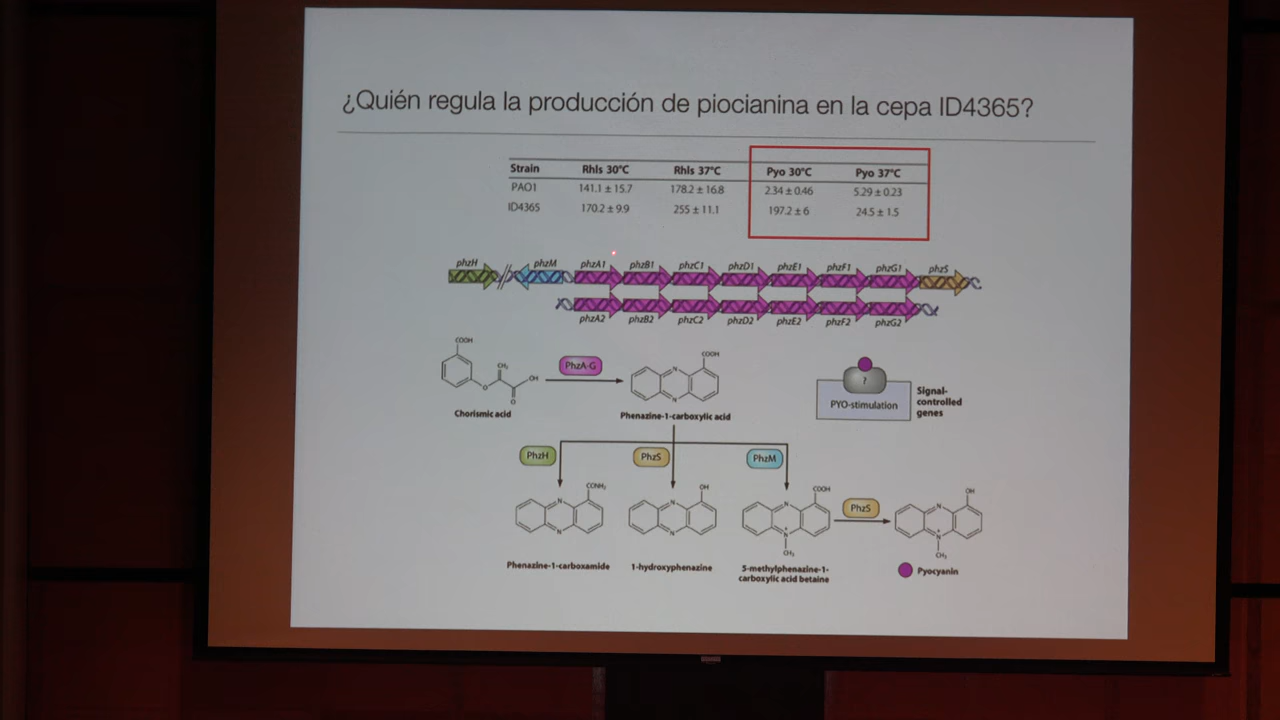 ¿Quién regula la producción de piocianina en la cepa ID4365?
Strain Rhls 30°C Rhls 37°C Pyo 30°C Pyo 37°C
PAO1 141.1 ± 15.7 178.2 ± 16.8 2.34 ± 0.46 5.29 ± 0.23
ID4365 170.2 ± 9.9 255 ± 11.1 197.2 ± 6 24.5 ± 1.5
phzH phzM phzA1 phzB1 phzC1 phzD1 phzE1 phzF1 phzG1 phzS
phzA2 phzB2 phzC2 phzD2 phzE2 phzF2 phzG2
COOH
CH₂
OH
O
O
Chorismic acid
PhzA-G
COOH
N
N
Phenazine-1-carboxylic acid
?
PYO-stimulation
Signal-
controlled
genes
PhzH
PhzS
PhzM
CONH₂
N
N
Phenazine-1-carboxamide
OH
N
N
1-hydroxyphenazine
COOH
N
N
+
CH₃
5-methylphenazine-1-
carboxylic acid betaine
PhzS
OH
N
N
+
CH₃
Pyocyanin